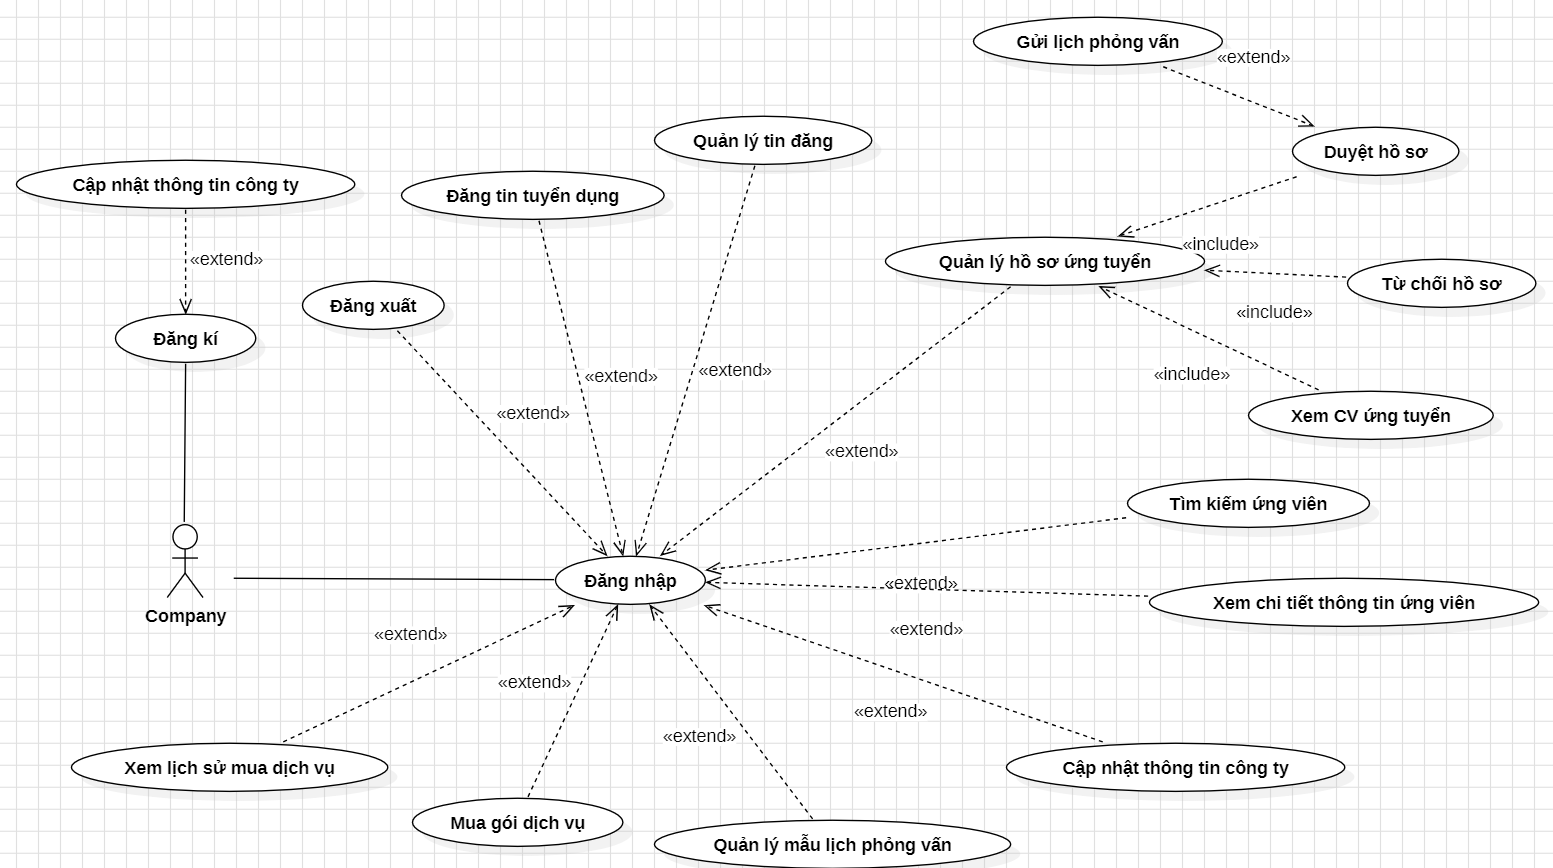 Gửi lịch phỏng vấn
«extend»
Quản lý tin đăng
Duyệt hồ sơ
Cập nhật thông tin công ty
Đăng tin tuyển dụng
«extend»
«include»
Quản lý hồ sơ ứng tuyển
Từ chối hồ sơ
Đăng xuất
«include»
Đăng kí
«extend»
«extend»
«include»
«extend»
Xem CV ứng tuyển
«extend»
Tìm kiếm ứng viên
Đăng nhập
«extend»
Xem chi tiết thông tin ứng viên
Company
«extend»
«extend»
«extend»
«extend»
«extend»
Xem lịch sử mua dịch vụ
Cập nhật thông tin công ty
Mua gói dịch vụ
Quản lý mẫu lịch phỏng vấn